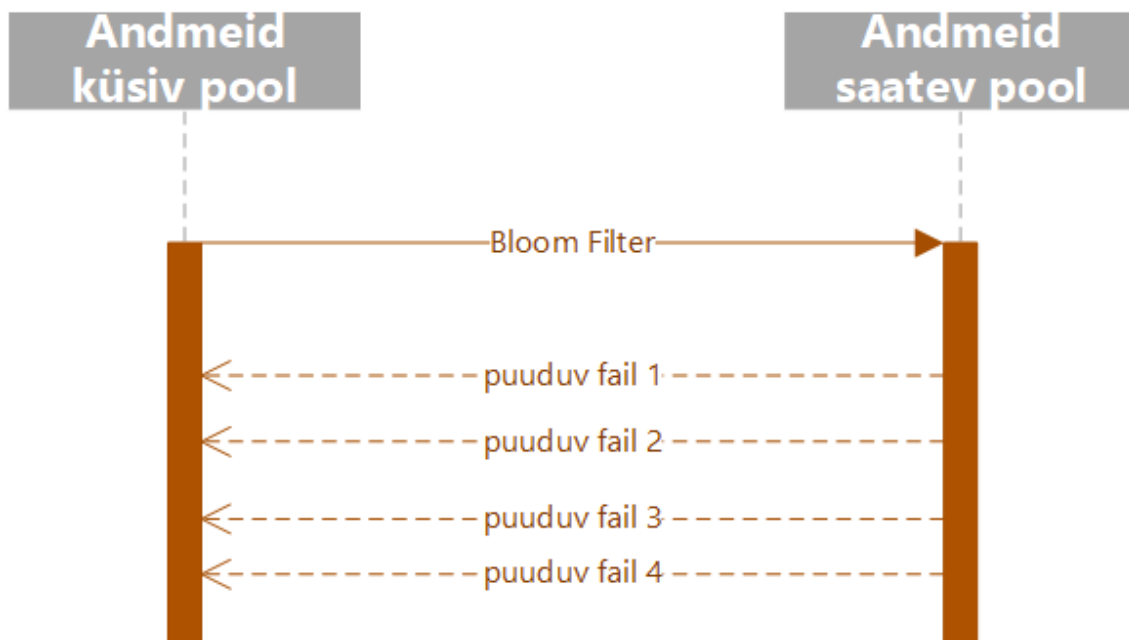 Andmeid
küsiv pool
Andmeid
saatev pool
Bloom Filter
puuduv fail 1
puuduv fail 2
puuduv fail 3
puuduv fail 4